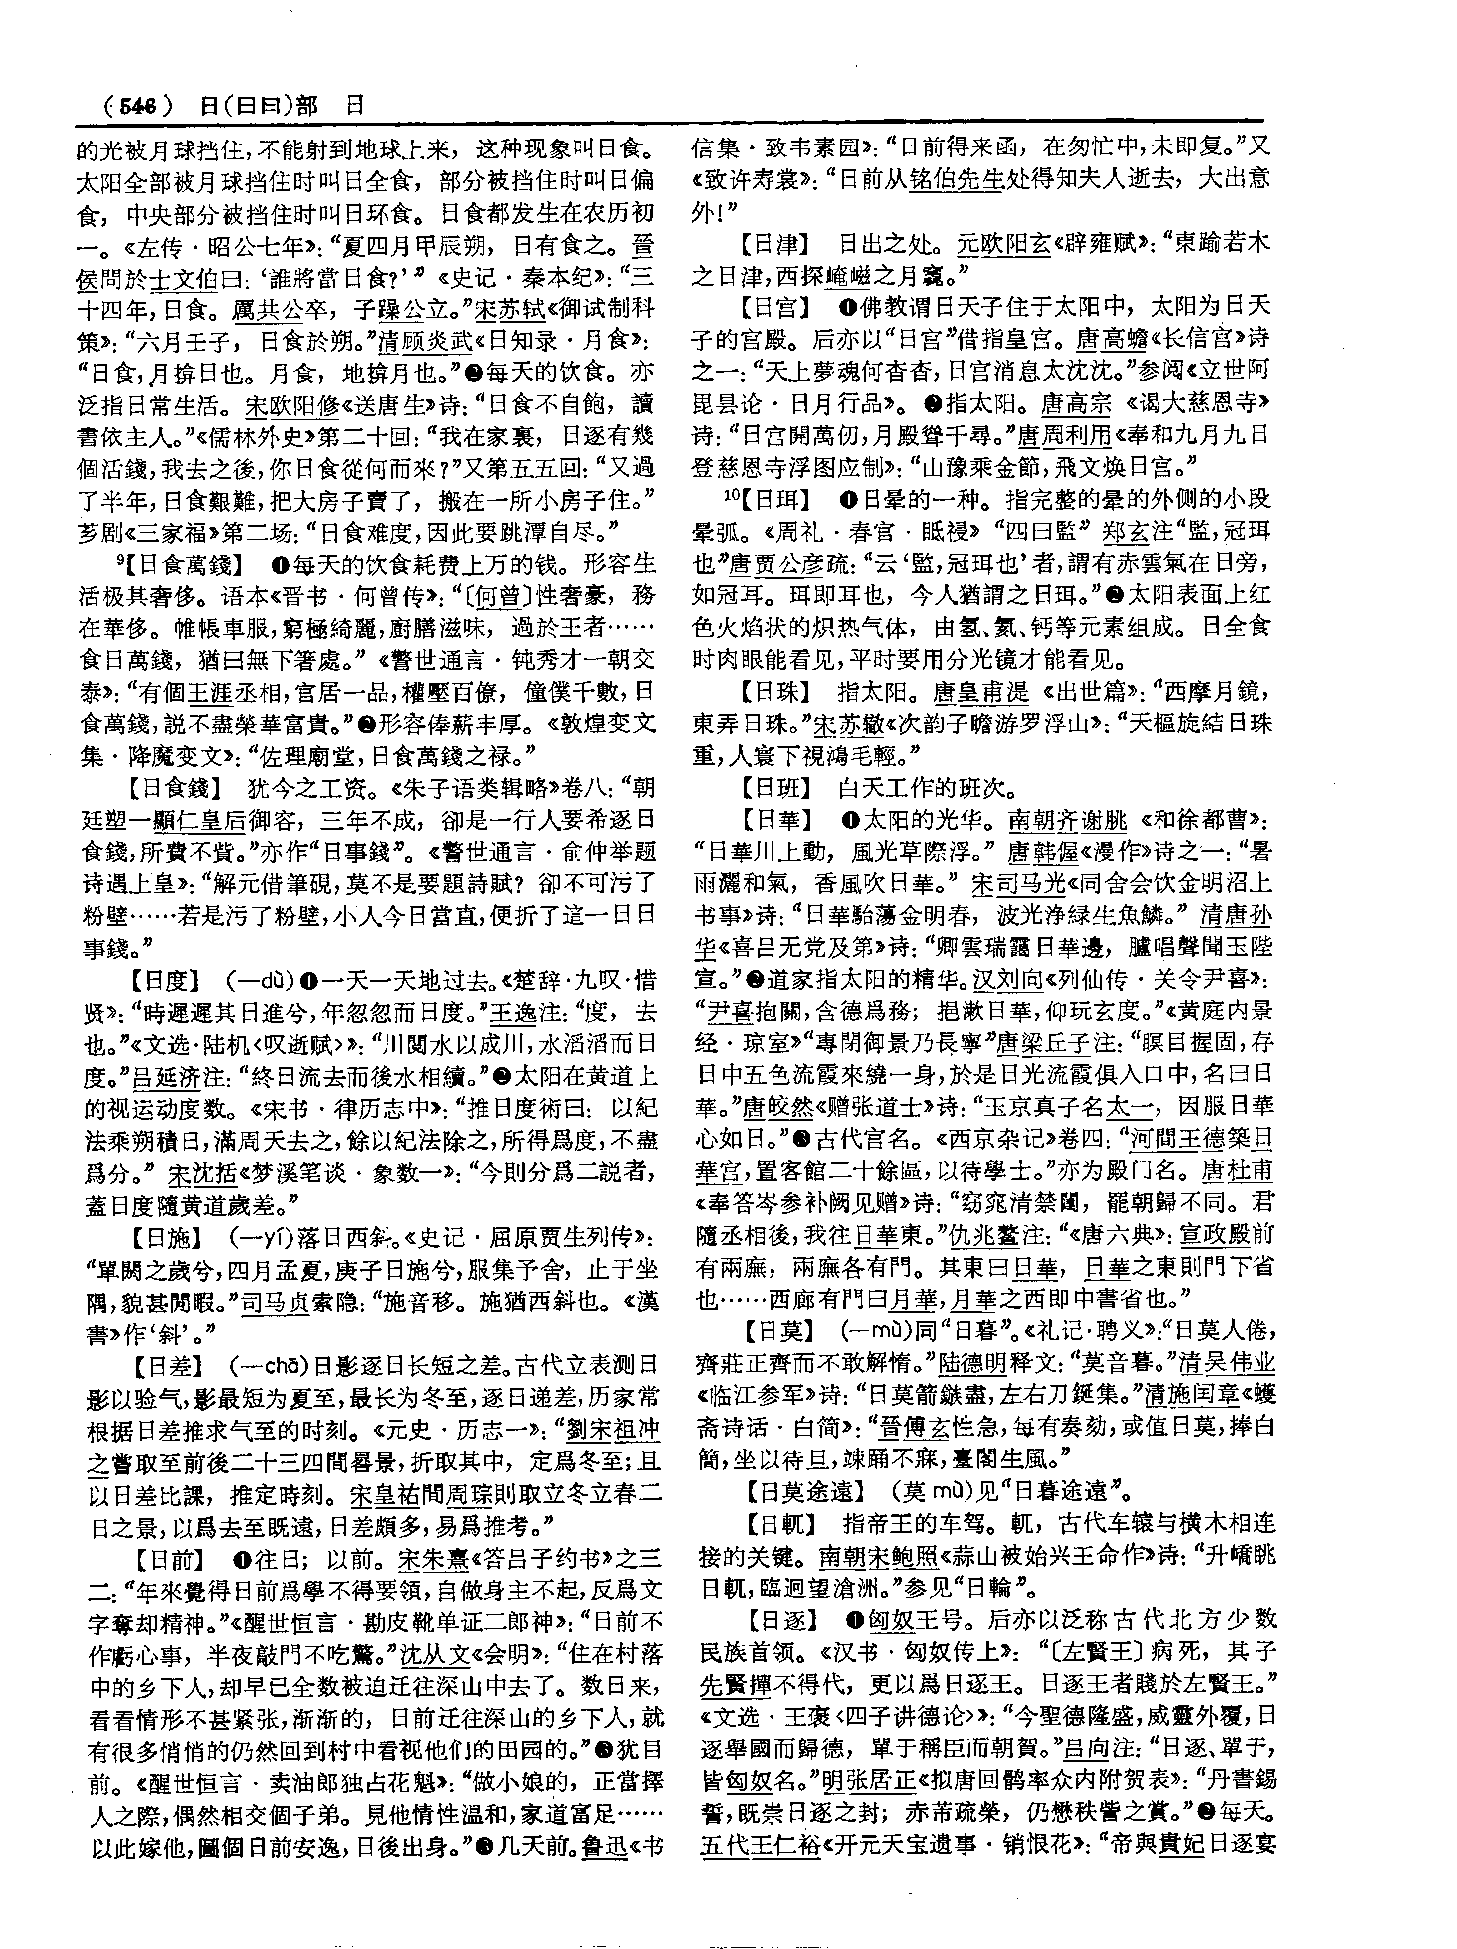 （546） 日(日曰)部 日
的光被月球挡住，不能射到地球上来，这种现象叫日食。
太阳全部被月球挡住时叫日全食，部分被挡住时叫日偏
食，中央部分被挡住时叫日环食。日食都发生在农历初
一。《左传·昭公七年》：“夏四月甲辰朔，日有食之。晉
侯問於士文伯曰：‘誰將當日食？’”《史记·秦本纪》：“三
十四年，日食。厲共公卒，子躁公立。”宋苏轼《御试制科
策》：“六月壬子，日食於朔。”清顾炎武《日知录·月食》：
“日食，月揜日也。月食，地揜月也。”❷每天的饮食。亦
泛指日常生活。宋欧阳修《送唐生》诗：“日食不自飽，讀
書依主人。”《儒林外史》第二十回：“我在家裏，日逐有幾
個活錢，我去之後，你日食從何而來？”又第五五回：“又過
了半年，日食艱難，把大房子賣了，搬在一所小房子住。”
芗剧《三家福》第二场：“日食难度，因此要跳潭自尽。”
⁹【日食萬錢】 ❶每天的饮食耗费上万的钱。形容生
活极其奢侈。语本《晋书·何曾传》：“〔何曾〕性奢豪，務
在華侈。帷帳車服，窮極綺麗，廚膳滋味，過於王者……
食日萬錢，猶曰無下箸處。”《警世通言·钝秀才一朝交
泰》：“有個王涯丞相，官居一品，權壓百僚，僮僕千數，日
食萬錢，説不盡榮華富貴。”❷形容俸薪丰厚。《敦煌变文
集·降魔变文》：“佐理廟堂，日食萬錢之禄。”
【日食錢】 犹今之工资。《朱子语类辑略》卷八：“朝
廷塑一顯仁皇后御容，三年不成，卻是一行人要希逐日
食錢，所費不貲。”亦作“日事錢”。《警世通言·俞仲举题
诗遇上皇》：“解元借筆硯，莫不是要題詩賦？卻不可污了
粉壁……若是污了粉壁，小人今日當直，便折了這一日日
事錢。”
【日度】 （—dù）❶一天一天地过去。《楚辞·九叹·惜
贤》：“時遲遲其日進兮，年忽忽而日度。”王逸注：“度，去
也。”《文选·陆机〈叹逝赋〉》：“川閲水以成川，水滔滔而日
度。”吕延济注：“終日流去而後水相續。”❷太阳在黄道上
的视运动度数。《宋书·律历志中》：“推日度術曰：以紀
法乘朔積日，滿周天去之，餘以紀法除之，所得爲度，不盡
爲分。”宋沈括《梦溪笔谈·象数一》：“今則分爲二説者，
蓋日度隨黄道歲差。”
【日施】 （—yí）落日西斜。《史记·屈原贾生列传》：
“單閼之歲兮，四月孟夏，庚子日施兮，服集予舍，止于坐
隅，貌甚閒暇。”司马贞索隐：“施音移。施猶西斜也。《漢
書》作‘斜’。”
【日差】 （—chā）日影逐日长短之差。古代立表测日
影以验气，影最短为夏至，最长为冬至，逐日递差，历家常
根据日差推求气至的时刻。《元史·历志一》：“劉宋祖冲
之嘗取至前後二十三四間晷景，折取其中，定爲冬至；且
以日差比課，推定時刻。宋皇祐間周琮則取立冬立春二
日之景，以爲去至既遠，日差頗多，易爲推考。”
【日前】 ❶往日；以前。宋朱熹《答吕子约书》之三
二：“年來覺得日前爲學不得要領，自做身主不起，反爲文
字奪却精神。”《醒世恒言·勘皮靴单证二郎神》：“日前不
作虧心事，半夜敲門不吃驚。”沈从文《会明》：“住在村落
中的乡下人，却早已全数被迫迁往深山中去了。数日来，
看看情形不甚紧张，渐渐的，日前迁往深山的乡下人，就
有很多悄悄的仍然回到村中看视他们的田园的。”❷犹目
前。《醒世恒言·卖油郎独占花魁》：“做小娘的，正當擇
人之際，偶然相交個子弟。見他情性温和，家道富足……
以此嫁他，圖個日前安逸，日後出身。”❸几天前。鲁迅《书
信集·致韦素园》：“日前得来函，在匆忙中，未即复。”又
《致许寿裳》：“日前从铭伯先生处得知夫人逝去，大出意
外！”
【日津】 日出之处。元欧阳玄《辟雍赋》：“東踰若木
之日津，西探崦嵫之月竁。”
【日宫】 ❶佛教谓日天子住于太阳中，太阳为日天
子的宫殿。后亦以“日宫”借指皇宫。唐高蟾《长信宫》诗
之一：“天上夢魂何杳杳，日宫消息太沈沈。”参阅《立世阿
毘昙论·日月行品》。❷指太阳。唐高宗《谒大慈恩寺》
诗：“日宫開萬仞，月殿聳千尋。”唐周利用《奉和九月九日
登慈恩寺浮图应制》：“山豫乘金節，飛文焕日宫。”
¹⁰【日珥】 ❶日晕的一种。指完整的晕的外侧的小段
晕弧。《周礼·春官·眡祲》“四曰監”郑玄注“監，冠珥
也”唐贾公彦疏：“云‘監，冠珥也’者，謂有赤雲氣在日旁，
如冠耳。珥即耳也，今人猶謂之日珥。”❷太阳表面上红
色火焰状的炽热气体，由氢、氦、钙等元素组成。日全食
时肉眼能看见，平时要用分光镜才能看见。
【日珠】 指太阳。唐皇甫湜《出世篇》：“西摩月鏡，
東弄日珠。”宋苏辙《次韵子瞻游罗浮山》：“天樞旋結日珠
重，人寰下視鴻毛輕。”
【日班】 白天工作的班次。
【日華】 ❶太阳的光华。南朝齐谢朓《和徐都曹》：
“日華川上動，風光草際浮。”唐韩偓《漫作》诗之一：“暑
雨灑和氣，香風吹日華。”宋司马光《同舍会饮金明沼上
书事》诗：“日華駘蕩金明春，波光浄緑生魚鱗。”清唐孙
华《喜吕无党及第》诗：“卿雲瑞靄日華邊，臚唱聲聞玉陛
宣。”❷道家指太阳的精华。汉刘向《列仙传·关令尹喜》：
“尹喜抱關，含德爲務；挹漱日華，仰玩玄度。”《黄庭内景
经·琼室》“專閉御景乃長寧”唐梁丘子注：“瞑目握固，存
日中五色流霞來繞一身，於是日光流霞俱入口中，名曰日
華。”唐皎然《赠张道士》诗：“玉京真子名太一，因服日華
心如日。”❸古代宫名。《西京杂记》卷四：“河間王德築日
華宫，置客館二十餘區，以待學士。”亦为殿门名。唐杜甫
《奉答岑参补阙见赠》诗：“窈窕清禁闥，罷朝歸不同。君
隨丞相後，我往日華東。”仇兆鳌注：“《唐六典》：宣政殿前
有兩廡，兩廡各有門。其東曰日華，日華之東則門下省
也……西廊有門曰月華，月華之西即中書省也。”
【日莫】 （—mù）同“日暮”。《礼记·聘义》：“日莫人倦，
齊莊正齊而不敢解惰。”陆德明释文：“莫音暮。”清吴伟业
《临江参军》诗：“日莫箭鏃盡，左右刀鋋集。”清施闰章《蠖
斋诗话·白简》：“晉傅玄性急，每有奏劾，或值日莫，捧白
簡，坐以待旦，竦踊不寐，臺閣生風。”
【日莫途遠】 （莫 mù）见“日暮途遠”。
【日軏】 指帝王的车驾。軏，古代车辕与横木相连
接的关键。南朝宋鲍照《蒜山被始兴王命作》诗：“升嶠眺
日軏，臨迥望滄洲。”参见“日輪”。
【日逐】 ❶匈奴王号。后亦以泛称古代北方少数
民族首领。《汉书·匈奴传上》：“〔左賢王〕病死，其子
先賢撣不得代，更以爲日逐王。日逐王者賤於左賢王。”
《文选·王褒〈四子讲德论〉》：“今聖德隆盛，威靈外覆，日
逐舉國而歸德，單于稱臣而朝賀。”吕向注：“日逐、單于，
皆匈奴名。”明张居正《拟唐回鹘率众内附贺表》：“丹書錫
誓，既崇日逐之封；赤芾疏榮，仍懋秩訾之賞。”❷每天。
五代王仁裕《开元天宝遗事·销恨花》：“帝與貴妃日逐宴